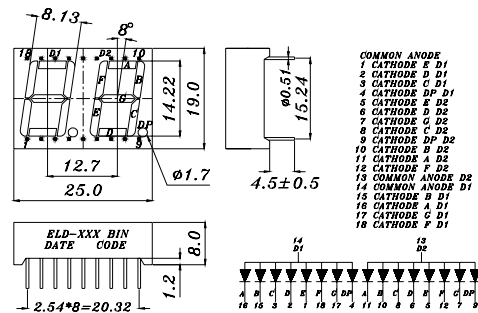 8.13
8°
18 D1 D2 10
A
F B
G
E C
D DP
7 9
14.22
19.0
12.7
ø1.7
25.0
ø0.51
15.24
4.5±0.5
COMMON ANODE
1 CATHODE E D1
2 CATHODE D D1
3 CATHODE C D1
4 CATHODE DP D1
5 CATHODE E D2
6 CATHODE D D2
7 CATHODE G D2
8 CATHODE C D2
9 CATHODE DP D2
10 CATHODE B D2
11 CATHODE A D2
12 CATHODE F D2
13 COMMON ANODE D2
14 COMMON ANODE D1
15 CATHODE B D1
16 CATHODE A D1
17 CATHODE G D1
18 CATHODE F D1
ELD-XXX BIN
DATE CODE
8.0
1.2
2.54*8=20.32
14 13
D1 D2
A B C D E F G DP A B C D E F G DP
16 15 3 2 1 18 17 4 11 10 8 6 5 12 7 9